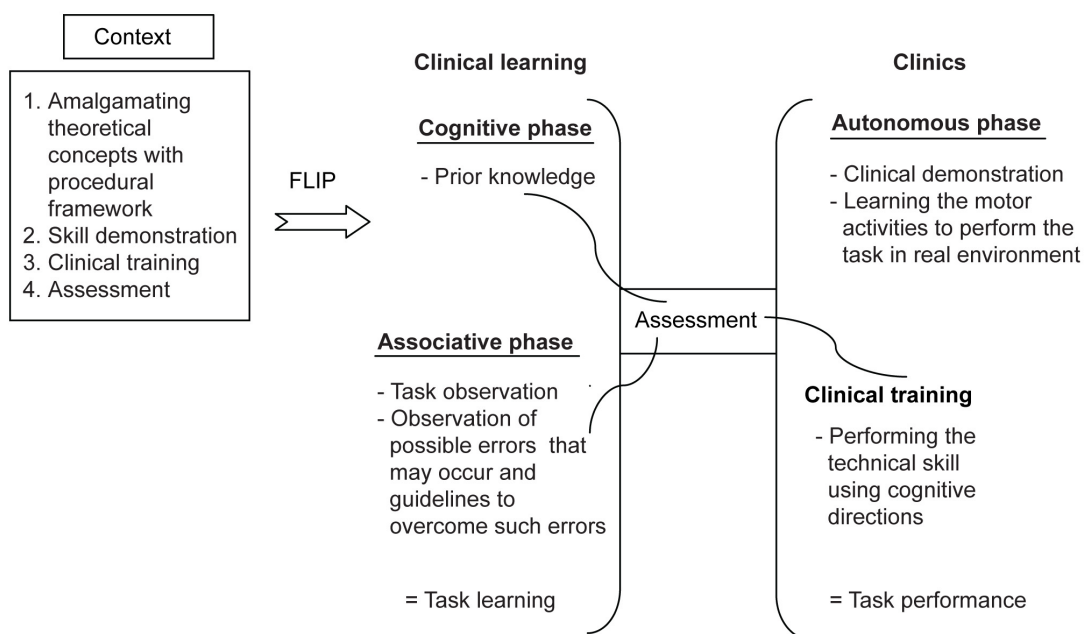 Context
1. Amalgamating
theoretical
concepts with
procedural
framework
2. Skill demonstration
3. Clinical training
4. Assessment
FLIP
Clinical learning
Cognitive phase
- Prior knowledge
Associative phase
- Task observation
- Observation of
possible errors that
may occur and
guidelines to
overcome such errors
= Task learning
Assessment
Clinics
Autonomous phase
- Clinical demonstration
- Learning the motor
activities to perform the
task in real environment
Clinical training
- Performing the
technical skill
using cognitive
directions
= Task performance